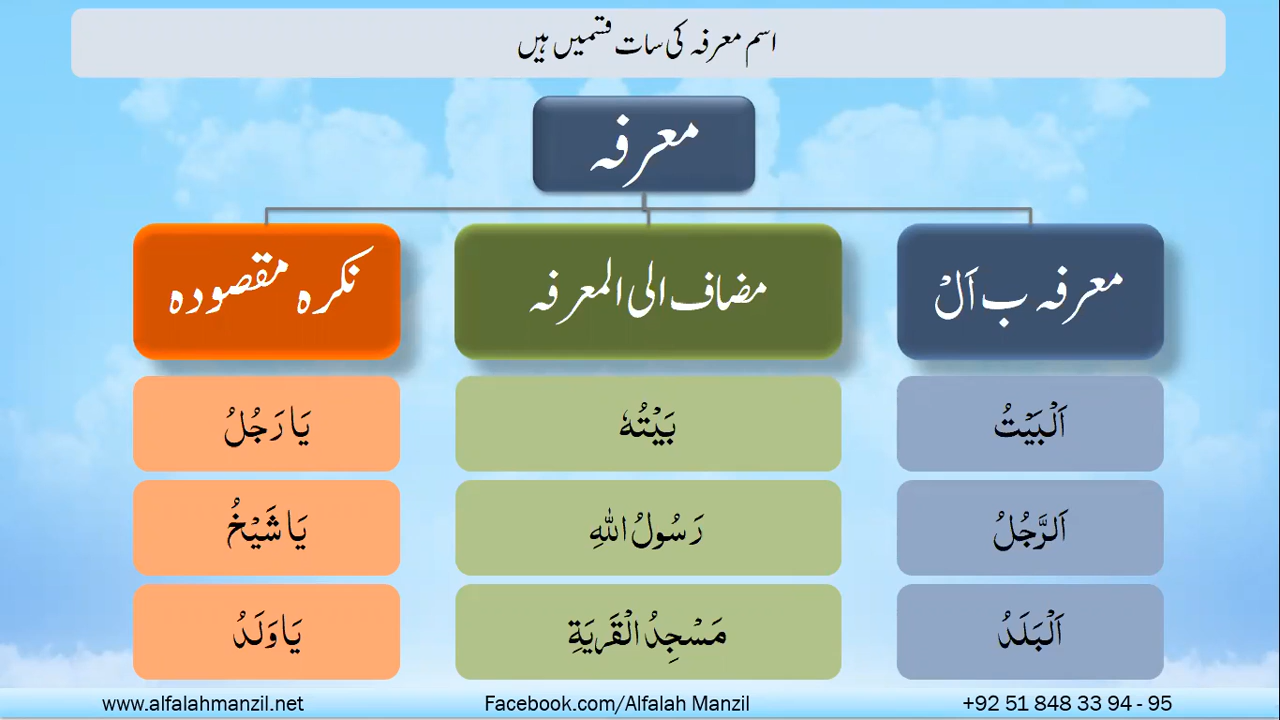 اسم معرفہ کی سات قسمیں ہیں
معرفہ
معرفہ ب اَلْ
مضاف الی المعرفہ
نکرہ مقصودہ
اَلْبَيْتُ
بَيْتُهٗ
يَا رَجُلُ
اَلرَّجُلُ
رَسُولُ اللهِ
يَا شَيْخُ
اَلْبَلَدُ
مَسْجِدُ الْقَرْيَةِ
يَا وَلَدُ
www.alfalahmanzil.net
Facebook.com/Alfalah Manzil
+92 51 848 33 94 - 95